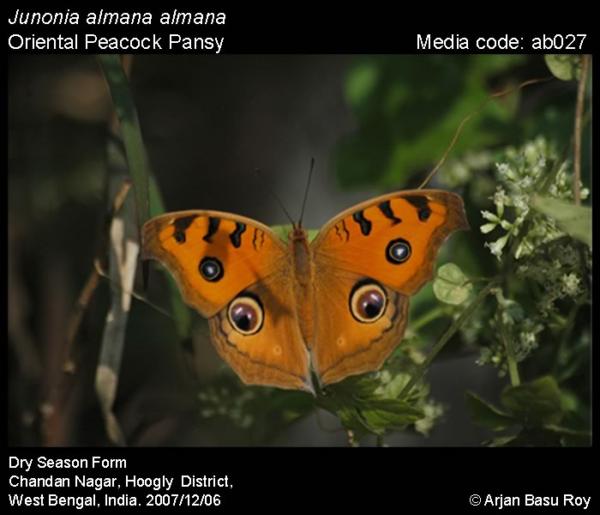 Junonia almana almana
Oriental Peacock Pansy
Media code: ab027
Dry Season Form
Chandan Nagar, Hoogly District,
West Bengal, India. 2007/12/06
© Arjan Basu Roy